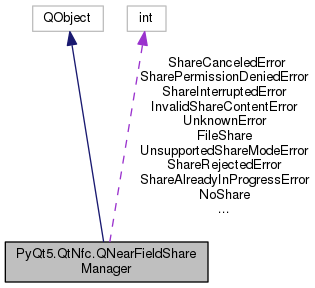 QObject
int
ShareCanceledError
SharePermissionDeniedError
ShareInterruptedError
InvalidShareContentError
UnknownError
FileShare
UnsupportedShareModeError
ShareRejectedError
ShareAlreadyInProgressError
NoShare
...
PyQt5.QtNfc.QNearFieldShare
Manager